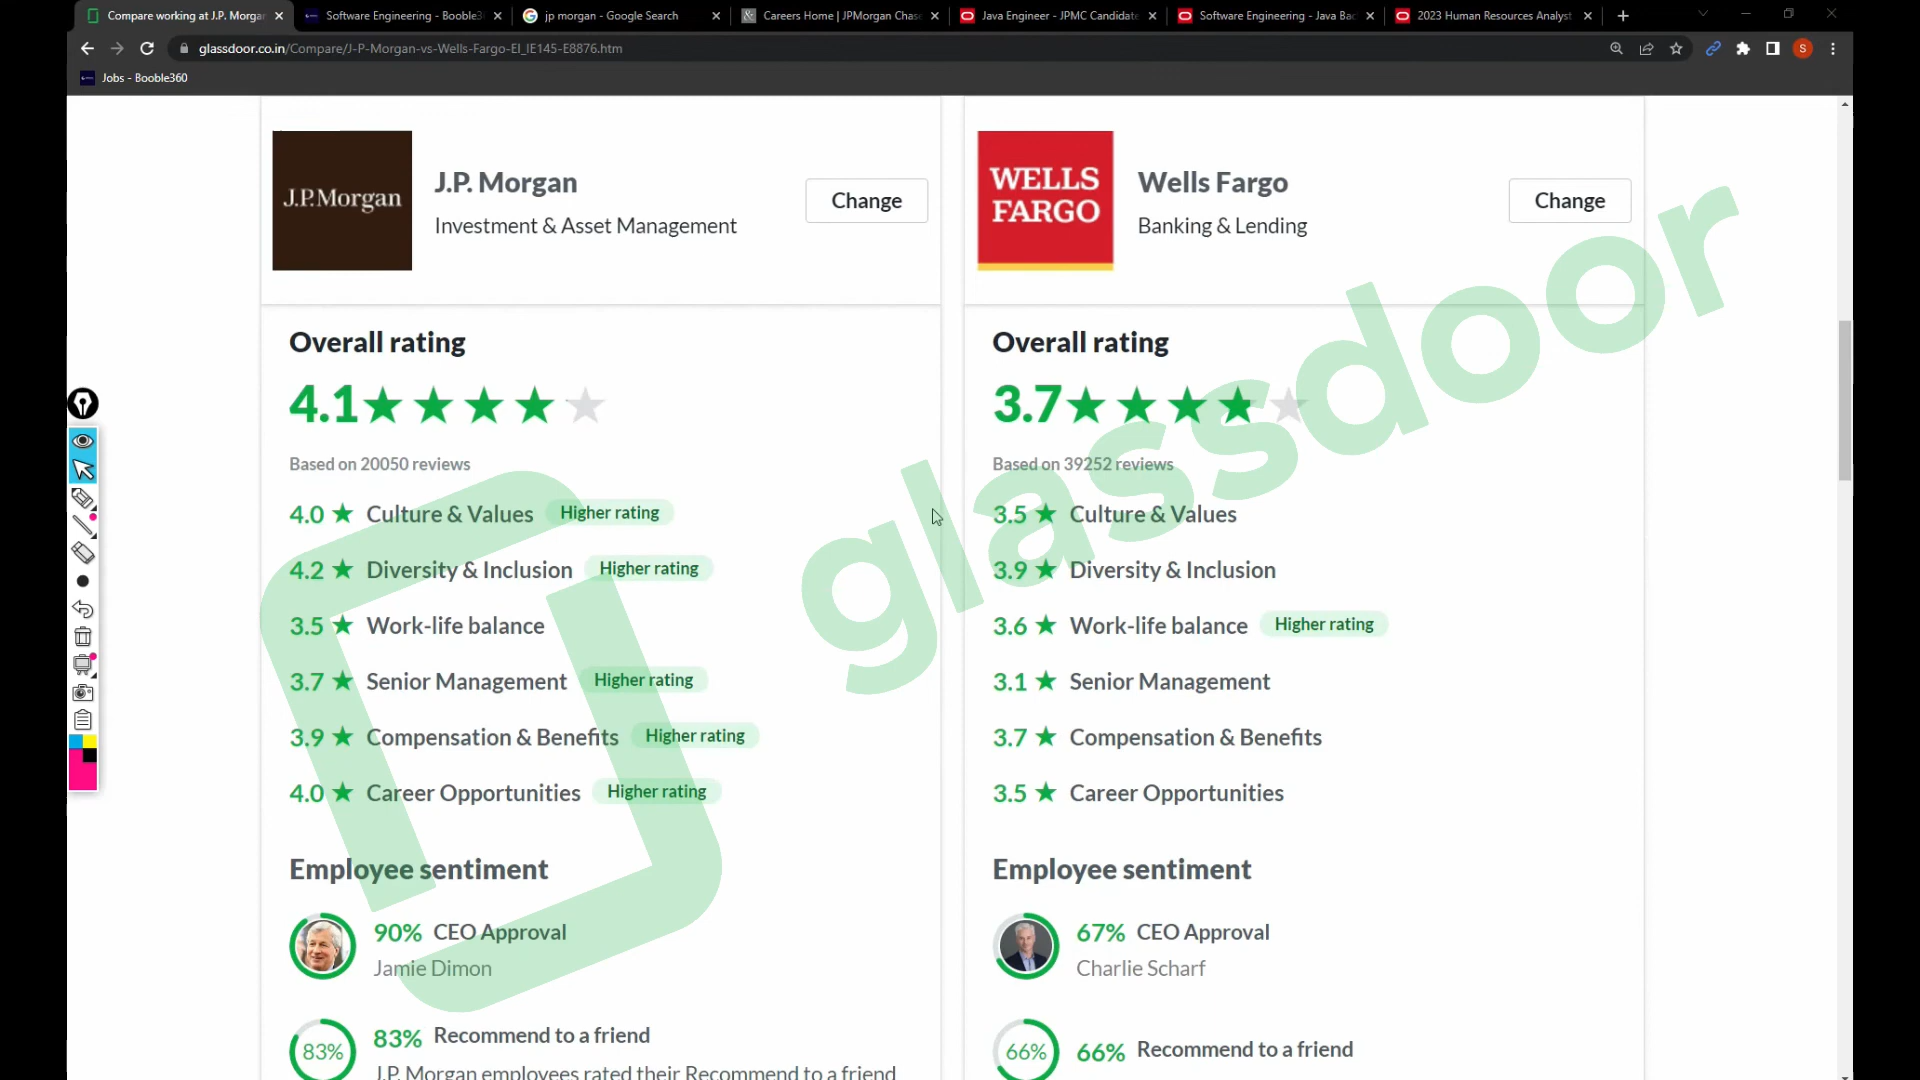 Compare working at J.P. Morgan
Software Engineering - Booble3
jp morgan - Google Search
Careers Home | JPMorgan Chas
Java Engineer - JPMC Candidate
Software Engineering - Java Bac
2023 Human Resources Analyst
glassdoor.co.in/Compare/J-P-Morgan-vs-Wells-Fargo-EI_IE145-E8876.htm
S
Jobs - Booble360
J.P.Morgan
J.P. Morgan
Investment & Asset Management
Change
WELLS
FARGO
Wells Fargo
Banking & Lending
Change
glassdoor
Overall rating
4.1
Based on 20050 reviews
4.0 ★ Culture & Values Higher rating
4.2 ★ Diversity & Inclusion Higher rating
3.5 ★ Work-life balance
3.7 ★ Senior Management Higher rating
3.9 ★ Compensation & Benefits Higher rating
4.0 ★ Career Opportunities Higher rating
Employee sentiment
90% CEO Approval
Jamie Dimon
83%
83% Recommend to a friend
J.P. Morgan employees rated their Recommend to a friend
Overall rating
3.7
Based on 39252 reviews
3.5 ★ Culture & Values
3.9 ★ Diversity & Inclusion
3.6 ★ Work-life balance Higher rating
3.1 ★ Senior Management
3.7 ★ Compensation & Benefits
3.5 ★ Career Opportunities
Employee sentiment
67% CEO Approval
Charlie Scharf
66%
66% Recommend to a friend